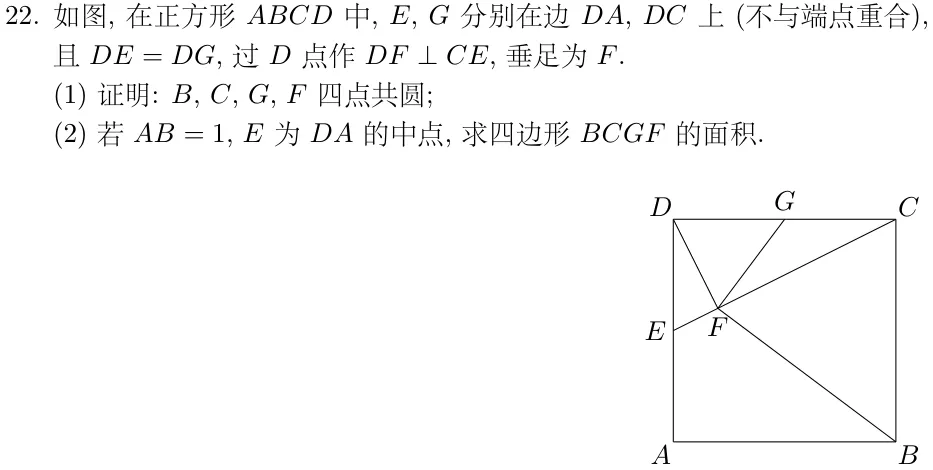 22. 如图, 在正方形 ABCD 中, E, G 分别在边 DA, DC 上 (不与端点重合),
且 DE = DG, 过 D 点作 DF ⊥ CE, 垂足为 F.
(1) 证明: B, C, G, F 四点共圆;
(2) 若 AB = 1, E 为 DA 的中点, 求四边形 BCGF 的面积.
D G C
E F
A B